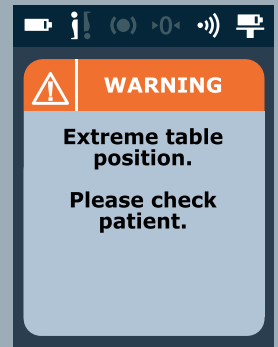 WARNING
Extreme table
position.
Please check
patient.